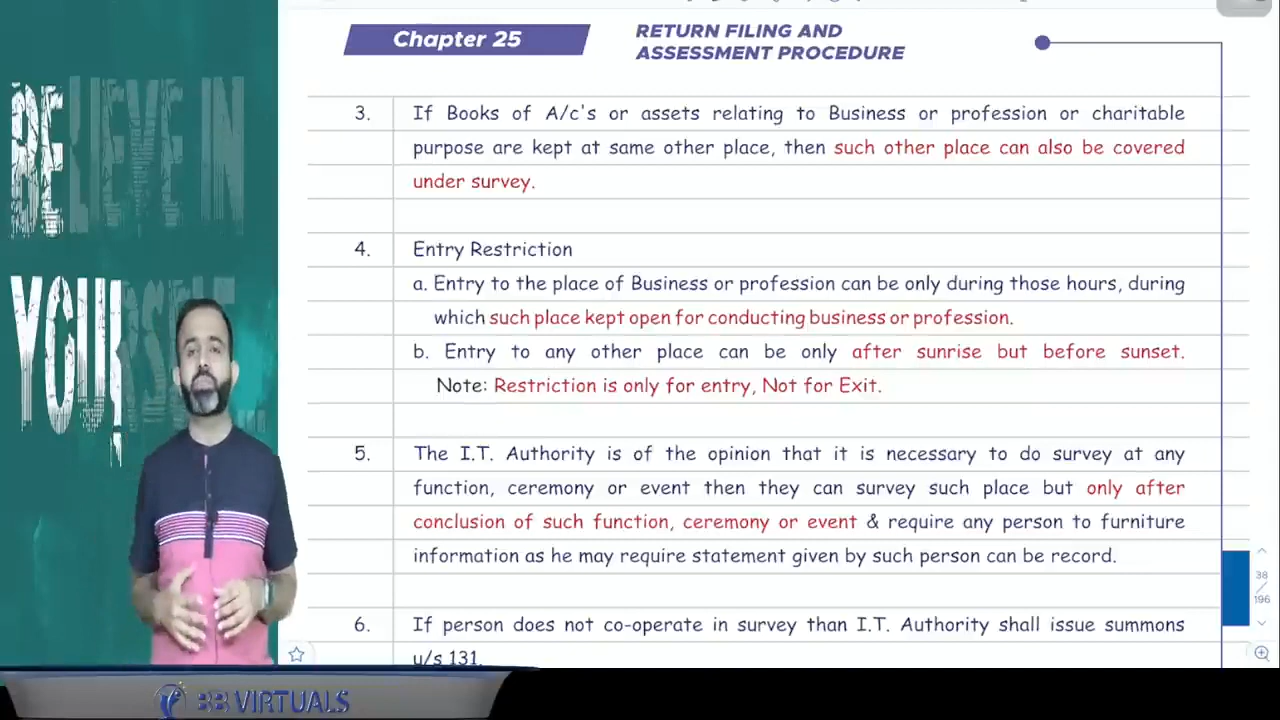 BELIEVE IN
YOURSELF...
Chapter 25
RETURN FILING AND
ASSESSMENT PROCEDURE
3. If Books of A/c's or assets relating to Business or profession or charitable
purpose are kept at same other place, then such other place can also be covered
under survey.
4. Entry Restriction
a. Entry to the place of Business or profession can be only during those hours, during
which such place kept open for conducting business or profession.
b. Entry to any other place can be only after sunrise but before sunset.
Note: Restriction is only for entry, Not for Exit.
5. The I.T. Authority is of the opinion that it is necessary to do survey at any
function, ceremony or event then they can survey such place but only after
conclusion of such function, ceremony or event & require any person to furniture
information as he may require statement given by such person can be record.
6. If person does not co-operate in survey than I.T. Authority shall issue summons
u/s 131.
38
/
196
BB VIRTUALS